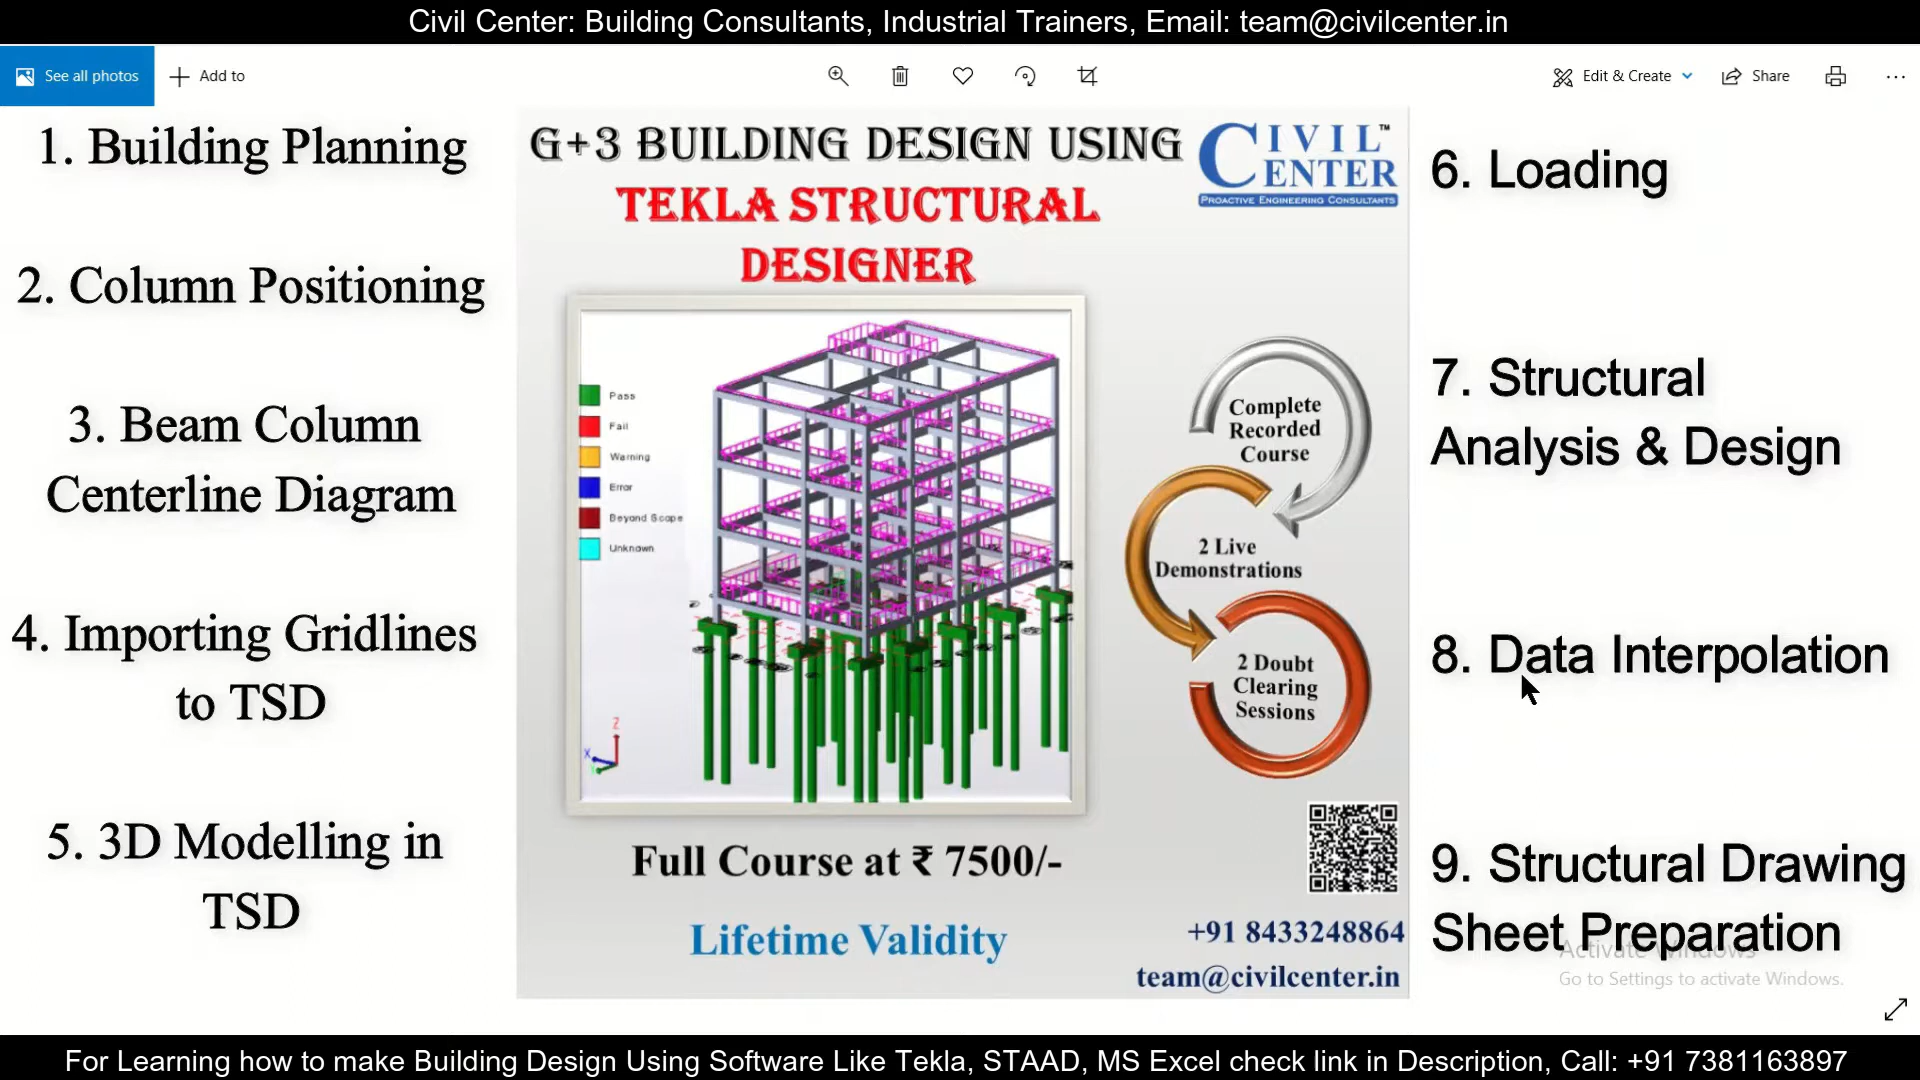 Civil Center: Building Consultants, Industrial Trainers, Email: team@civilcenter.in
See all photos
Add to
Edit & Create
Share
1. Building Planning
2. Column Positioning
3. Beam Column
Centerline Diagram
4. Importing Gridlines
to TSD
5. 3D Modelling in
TSD
G+3 BUILDING DESIGN USING
TEKLA STRUCTURAL
DESIGNER
CIVIL™
CENTER
PROACTIVE ENGINEERING CONSULTANTS
Pass
Fail
Warning
Error
Beyond Scope
Unknown
Z
X
Y
Complete
Recorded
Course
2 Live
Demonstrations
2 Doubt
Clearing
Sessions
Full Course at ₹ 7500/-
Lifetime Validity
+91 8433248864
team@civilcenter.in
6. Loading
7. Structural
Analysis & Design
8. Data Interpolation
9. Structural Drawing
Sheet Preparation
Activate Windows
Go to Settings to activate Windows.
For Learning how to make Building Design Using Software Like Tekla, STAAD, MS Excel check link in Description, Call: +91 7381163897